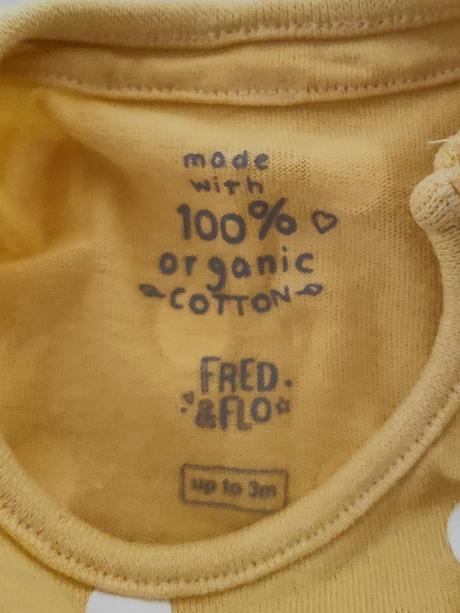 made
with
100%
organic
COTTON
FRED
&FLO
up to 3m